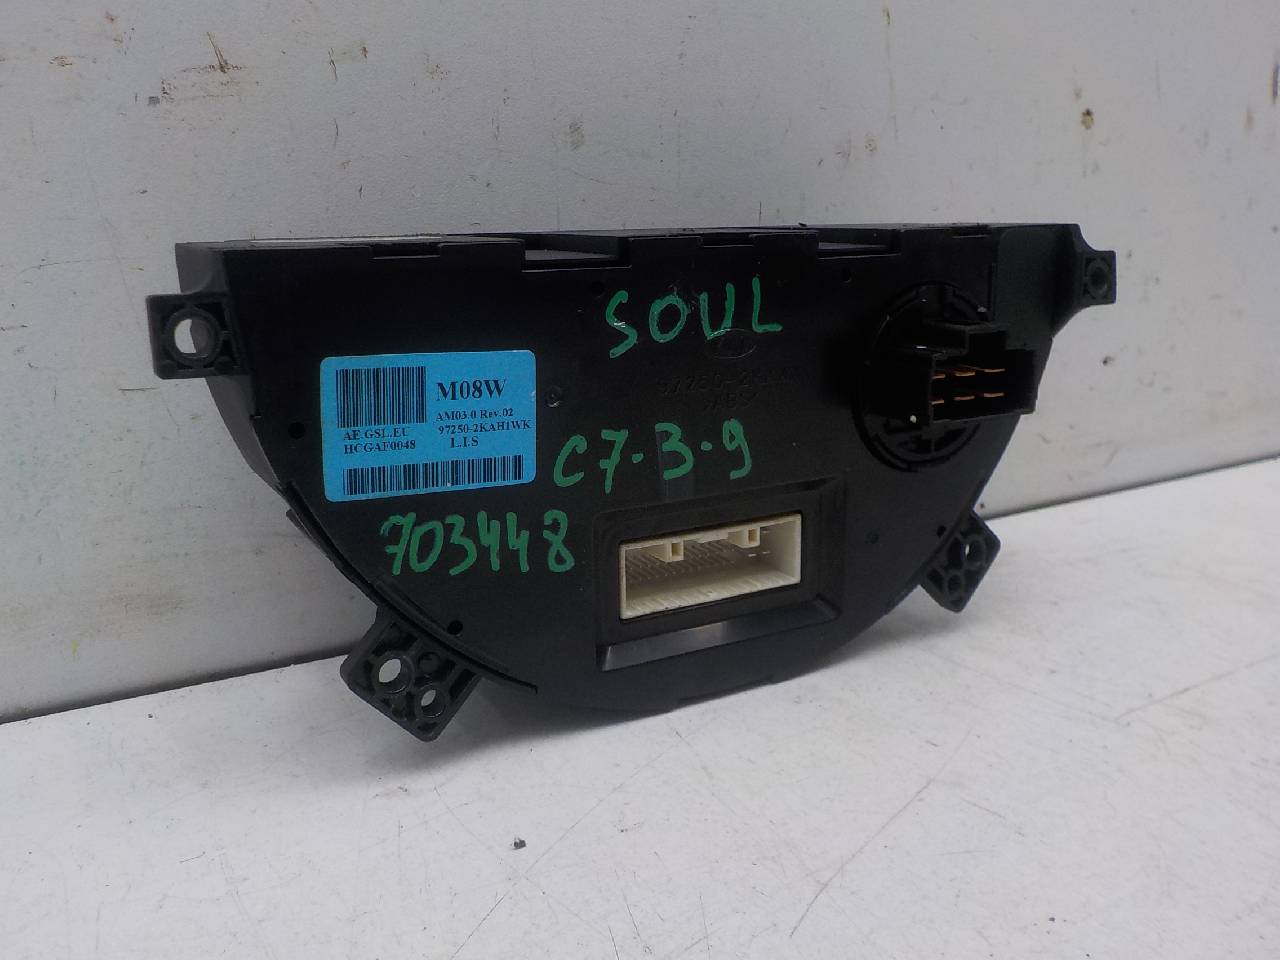 SOUL
M08W
AM03.0 Rev.02
AE.GSL.EU 97250-2KAH1WK
HCGAF0048 L.I.S
C7-3-9
703448